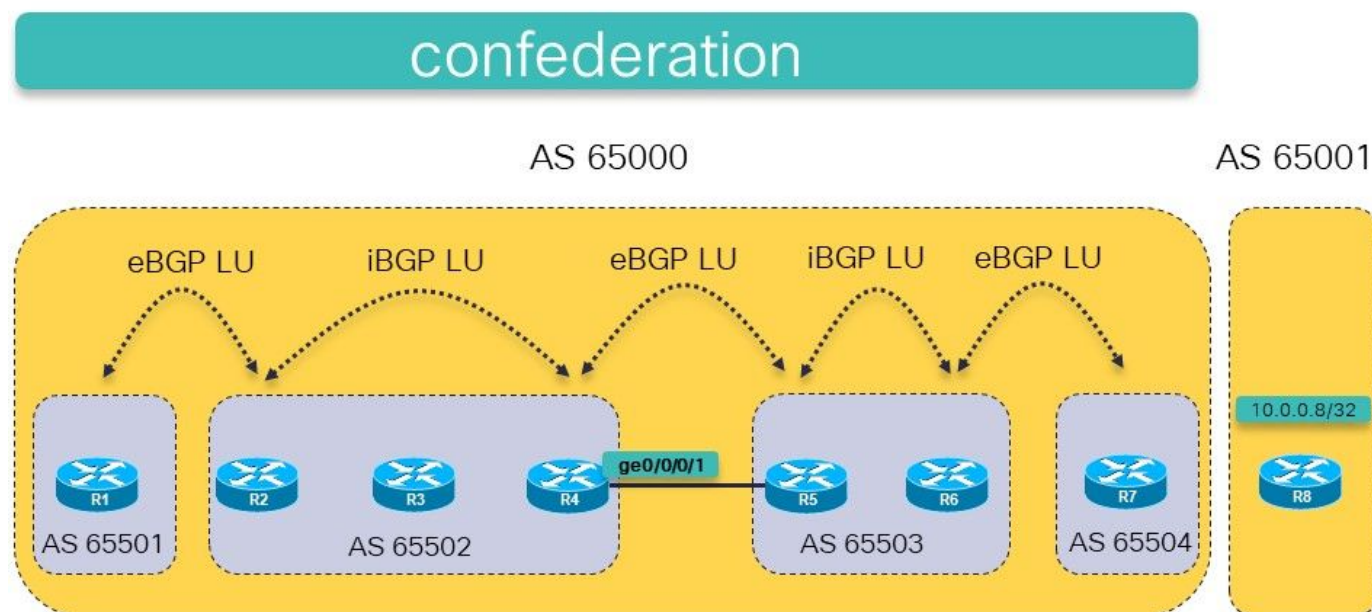 confederation
AS 65000
AS 65001
eBGP LU
iBGP LU
eBGP LU
iBGP LU
eBGP LU
10.0.0.8/32
ge0/0/0/1
R1
R2
R3
R4
R5
R6
R7
R8
AS 65501
AS 65502
AS 65503
AS 65504